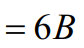 = 6B